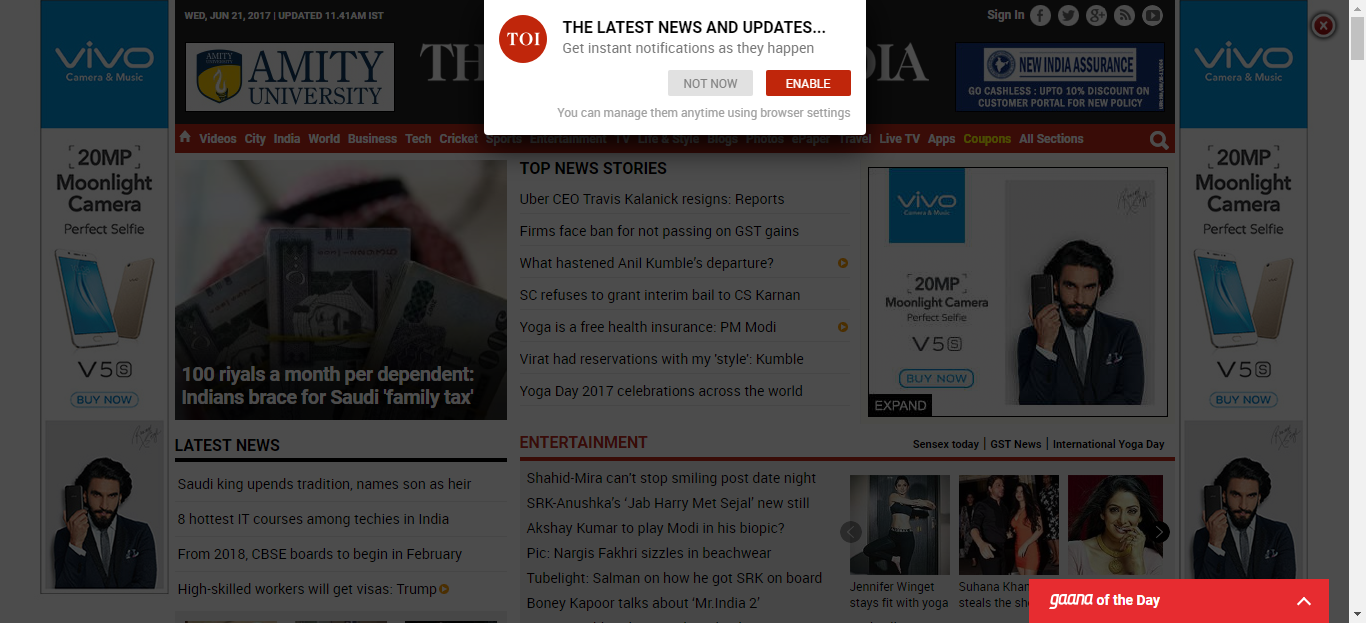 WED, JUN 21, 2017 | UPDATED 11.41AM IST
Sign In
TOI
THE LATEST NEWS AND UPDATES...
Get instant notifications as they happen
NOT NOW
ENABLE
You can manage them anytime using browser settings
vivo
Camera & Music
AMITY
UNIVERSITY
AMITY UNIVERSITY
TH
DIA
NEW INDIA ASSURANCE
GO CASHLESS : UPTO 10% DISCOUNT ON
CUSTOMER PORTAL FOR NEW POLICY
vivo
Camera & Music
Videos City India World Business Tech Cricket Sports Entertainment TV Life & Style Blogs Photos ePaper Travel Live TV Apps Coupons All Sections
20MP
Moonlight
Camera
Perfect Selfie
V5s
BUY NOW
100 riyals a month per dependent:
Indians brace for Saudi 'family tax'
TOP NEWS STORIES
Uber CEO Travis Kalanick resigns: Reports
Firms face ban for not passing on GST gains
What hastened Anil Kumble's departure?
SC refuses to grant interim bail to CS Karnan
Yoga is a free health insurance: PM Modi
Virat had reservations with my 'style': Kumble
Yoga Day 2017 celebrations across the world
vivo
Camera & Music
20MP
Moonlight Camera
Perfect Selfie
V5s
BUY NOW
EXPAND
20MP
Moonlight
Camera
Perfect Selfie
V5s
BUY NOW
LATEST NEWS
Saudi king upends tradition, names son as heir
8 hottest IT courses among techies in India
From 2018, CBSE boards to begin in February
High-skilled workers will get visas: Trump
ENTERTAINMENT
Sensex today | GST News | International Yoga Day
Shahid-Mira can't stop smiling post date night
SRK-Anushka's ‘Jab Harry Met Sejal’ new still
Akshay Kumar to play Modi in his biopic?
Pic: Nargis Fakhri sizzles in beachwear
Tubelight: Salman on how he got SRK on board
Boney Kapoor talks about ‘Mr.India 2’
Jennifer Winget
stays fit with yoga
Suhana Khan
steals the
gaana of the Day